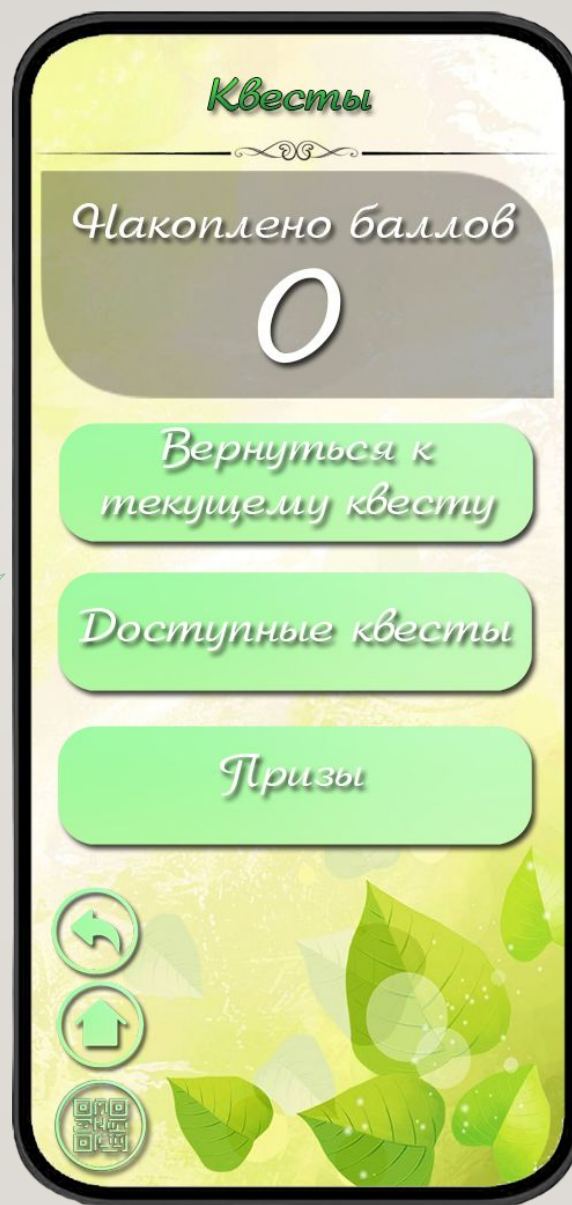 Квесты
Накоплено баллов
0
Вернуться к
текущему квесту
Доступные квесты
Призы